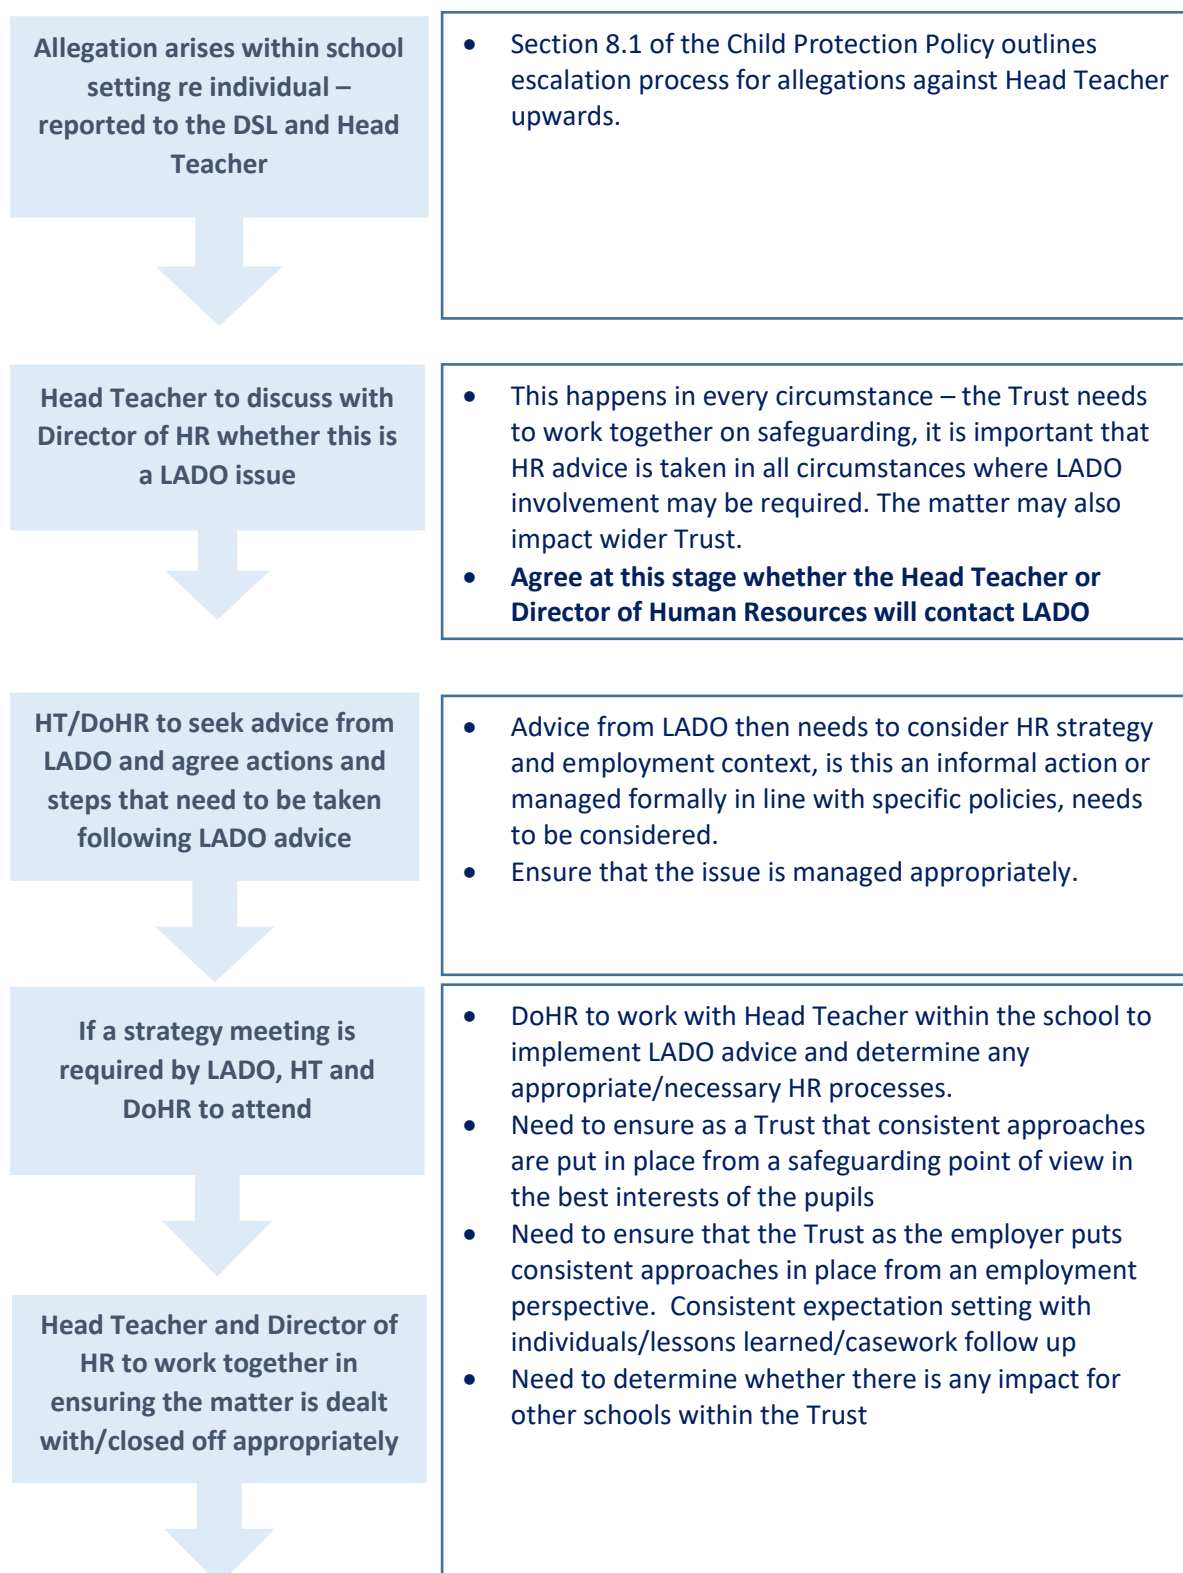 Allegation arises within school
setting re individual –
reported to the DSL and Head
Teacher
• Section 8.1 of the Child Protection Policy outlines
escalation process for allegations against Head Teacher
upwards.
Head Teacher to discuss with
Director of HR whether this is
a LADO issue
• This happens in every circumstance – the Trust needs
to work together on safeguarding, it is important that
HR advice is taken in all circumstances where LADO
involvement may be required. The matter may also
impact wider Trust.
• Agree at this stage whether the Head Teacher or
Director of Human Resources will contact LADO
HT/DoHR to seek advice from
LADO and agree actions and
steps that need to be taken
following LADO advice
• Advice from LADO then needs to consider HR strategy
and employment context, is this an informal action or
managed formally in line with specific policies, needs
to be considered.
• Ensure that the issue is managed appropriately.
If a strategy meeting is
required by LADO, HT and
DoHR to attend
Head Teacher and Director of
HR to work together in
ensuring the matter is dealt
with/closed off appropriately
• DoHR to work with Head Teacher within the school to
implement LADO advice and determine any
appropriate/necessary HR processes.
• Need to ensure as a Trust that consistent approaches
are put in place from a safeguarding point of view in
the best interests of the pupils
• Need to ensure that the Trust as the employer puts
consistent approaches in place from an employment
perspective.  Consistent expectation setting with
individuals/lessons learned/casework follow up
• Need to determine whether there is any impact for
other schools within the Trust